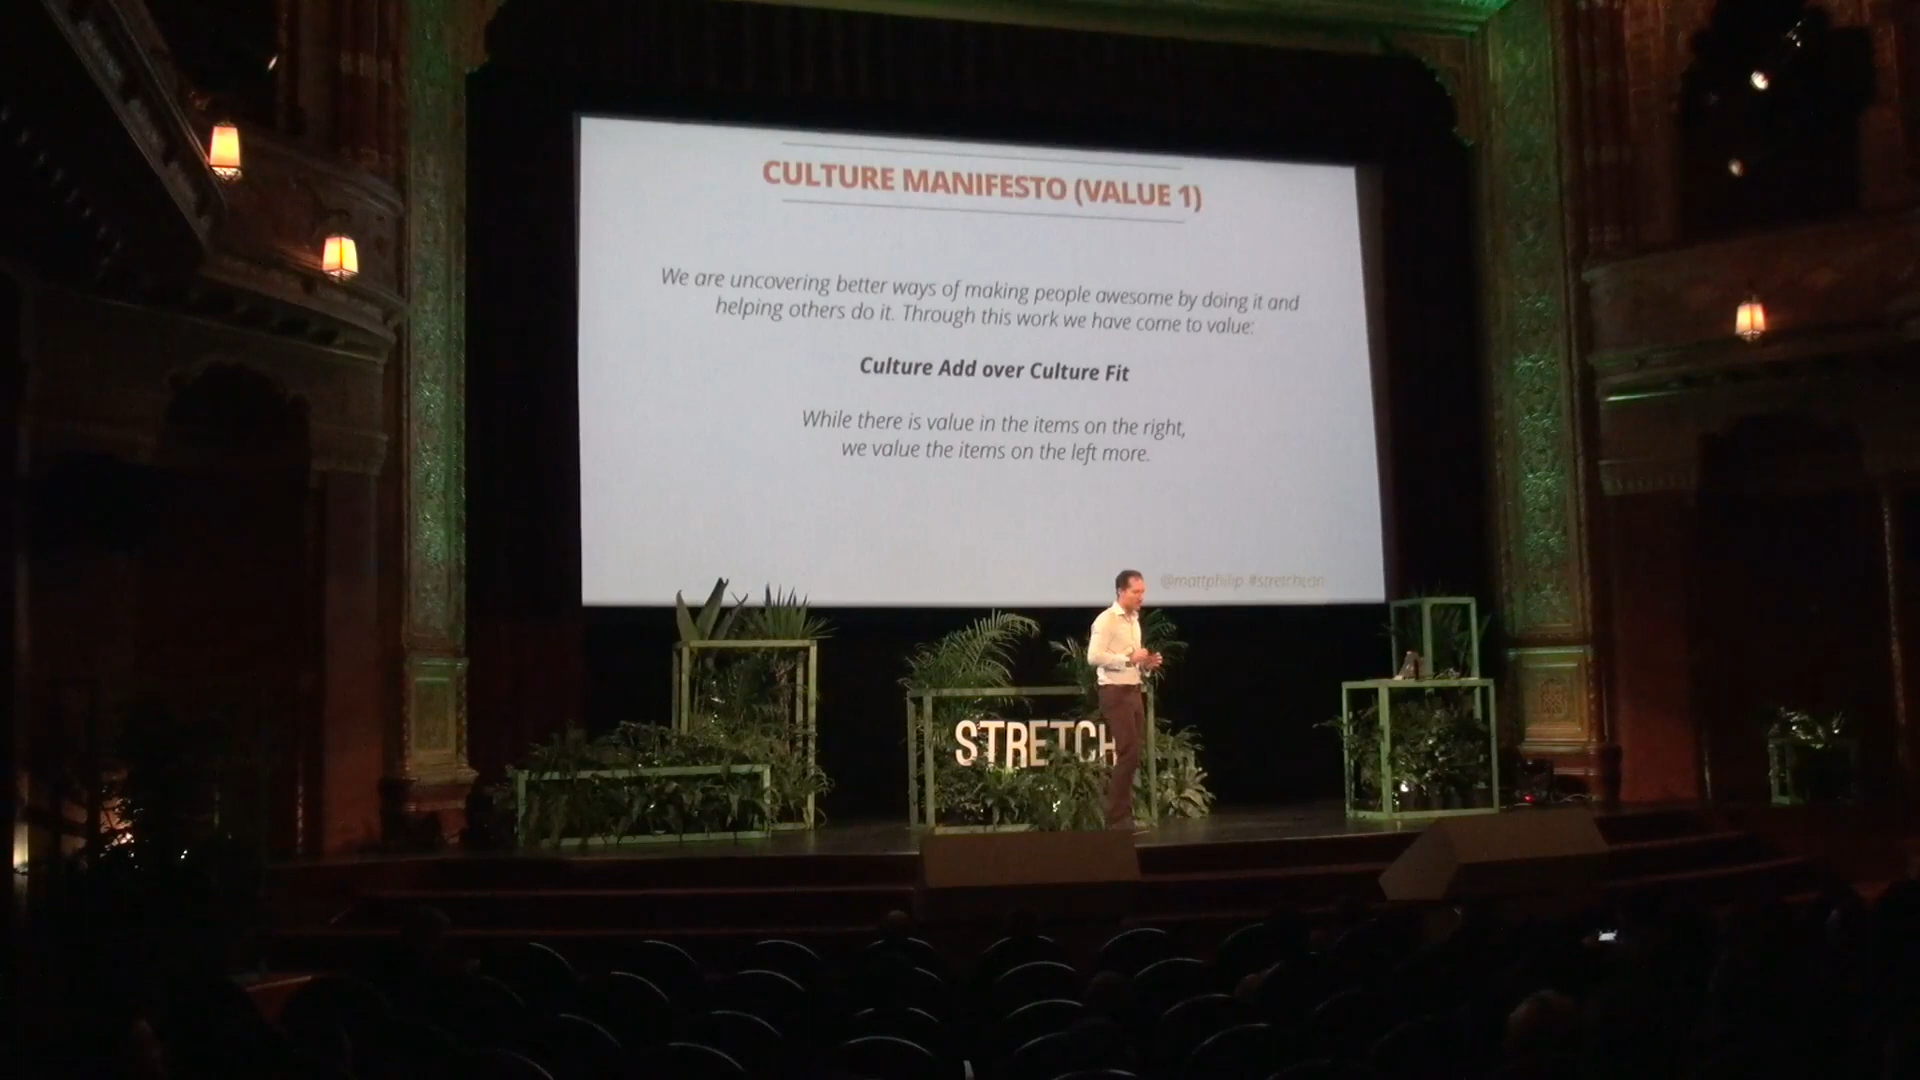 CULTURE MANIFESTO (VALUE 1)
We are uncovering better ways of making people awesome by doing it and
helping others do it. Through this work we have come to value:
Culture Add over Culture Fit
While there is value in the items on the right,
we value the items on the left more.
@mattphilip #stretchcon
STRETCH